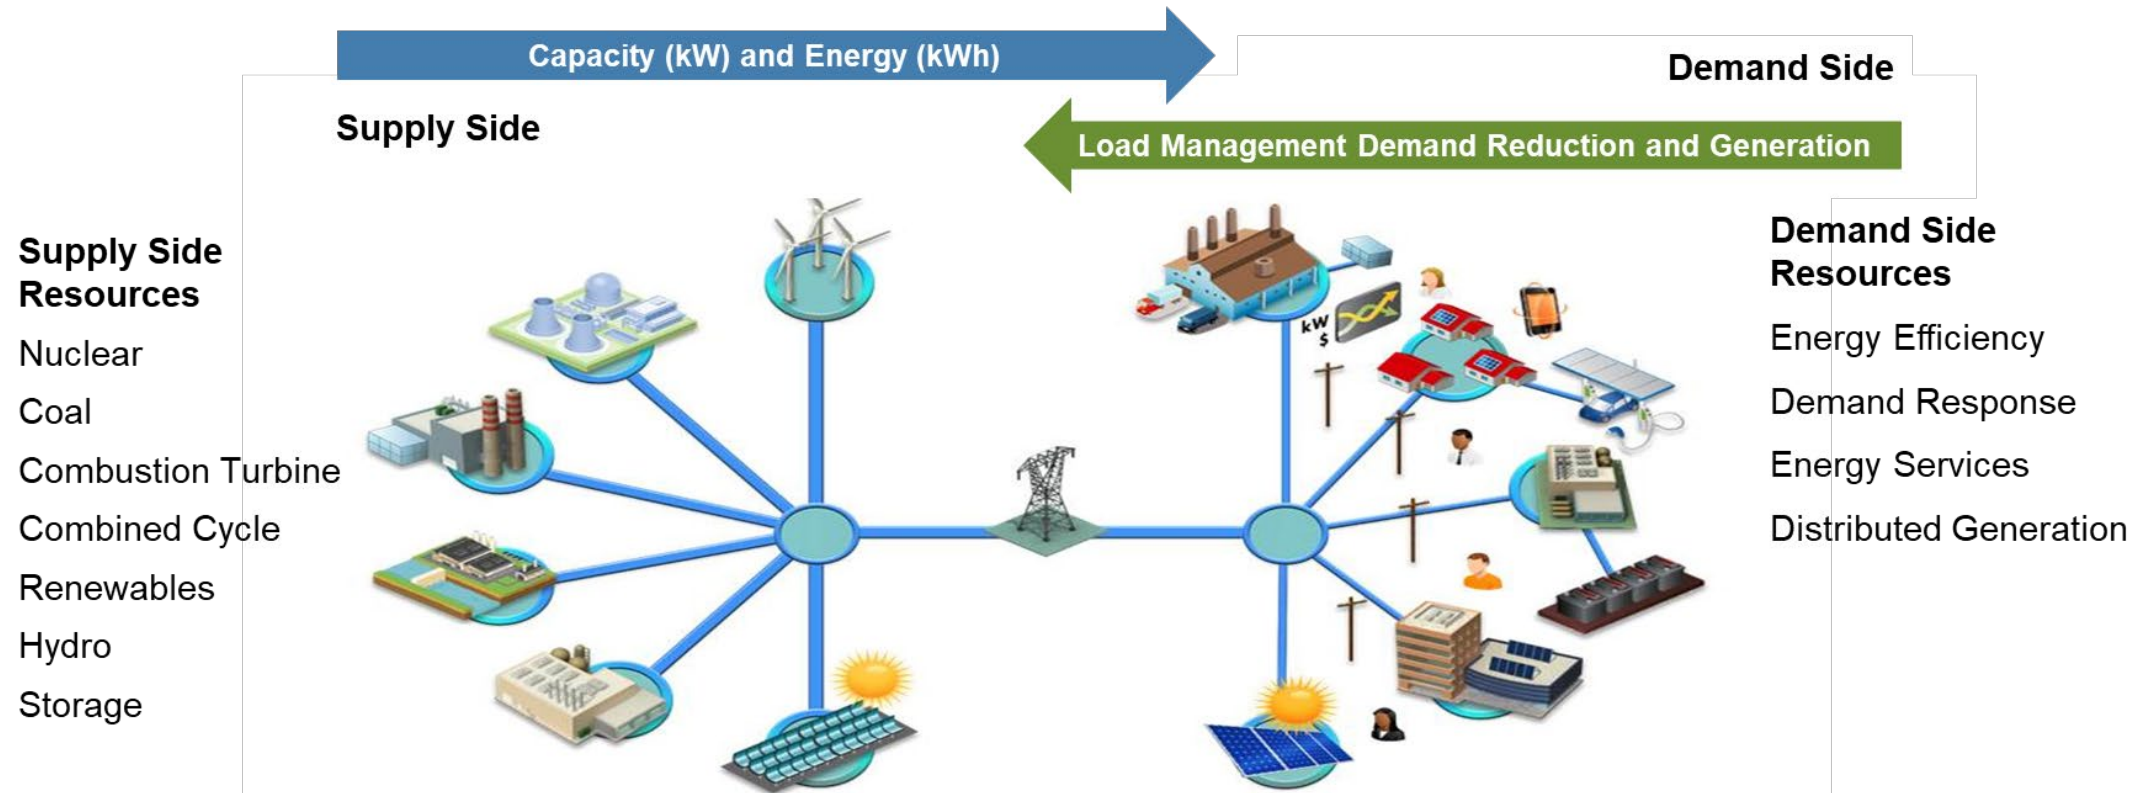 Capacity (kW) and Energy (kWh)
Demand Side
Supply Side
Load Management Demand Reduction and Generation
Supply Side
Resources
Nuclear
Coal
Combustion Turbine
Combined Cycle
Renewables
Hydro
Storage
kW
$
Demand Side
Resources
Energy Efficiency
Demand Response
Energy Services
Distributed Generation